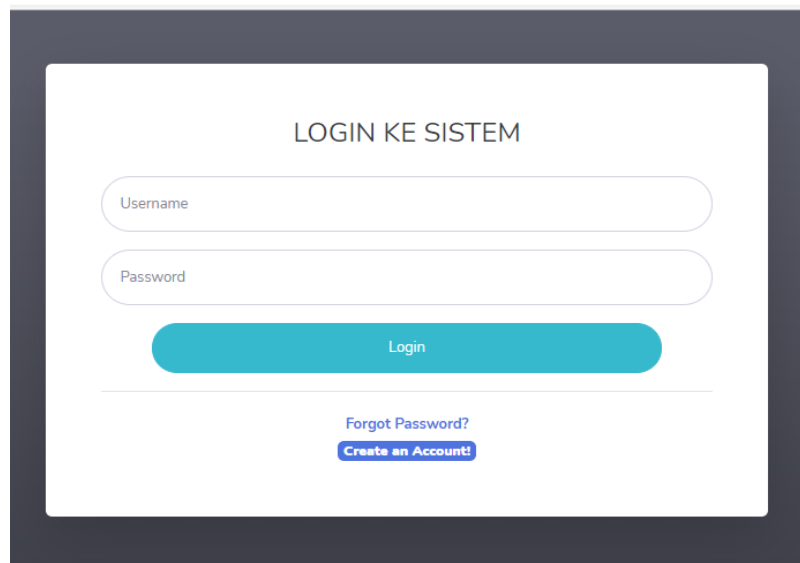 LOGIN KE SISTEM
Username
Password
Login
Forgot Password?
Create an Account!